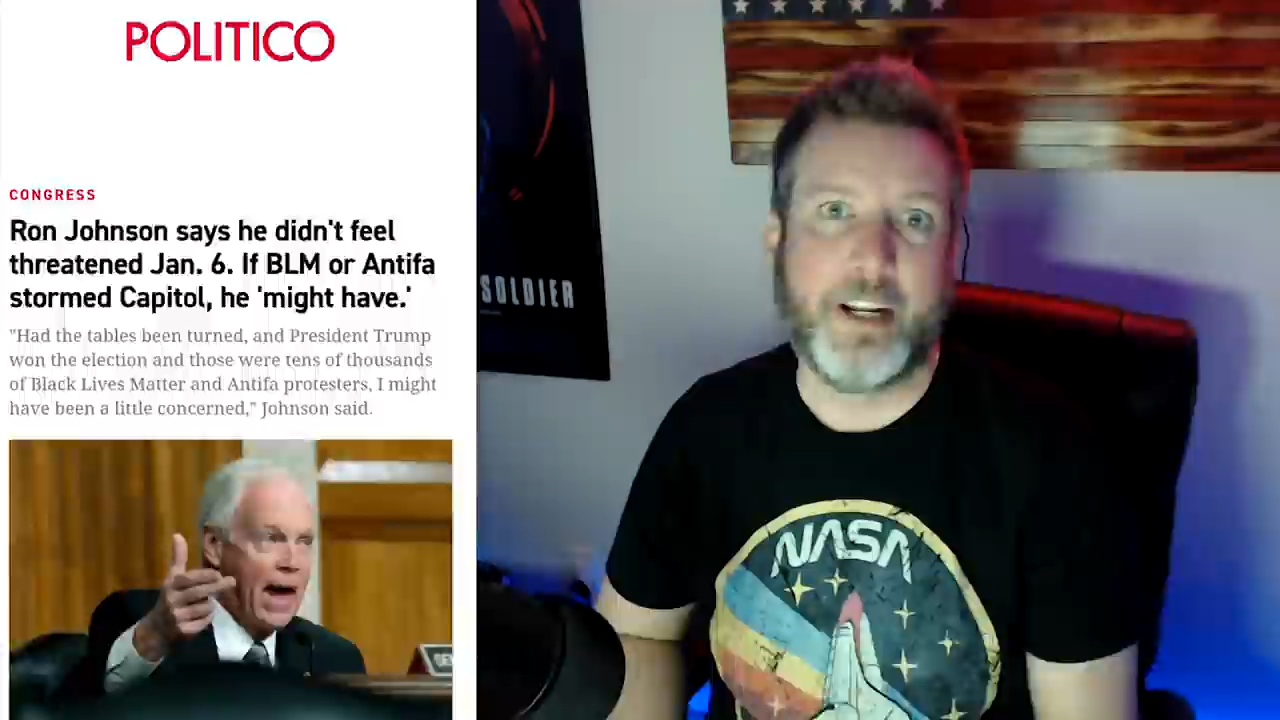 POLITICO
CONGRESS
Ron Johnson says he didn't feel
threatened Jan. 6. If BLM or Antifa
stormed Capitol, he 'might have.'
"Had the tables been turned, and President Trump
won the election and those were tens of thousands
of Black Lives Matter and Antifa protesters, I might
have been a little concerned," Johnson said.
SOLDIER
NASA